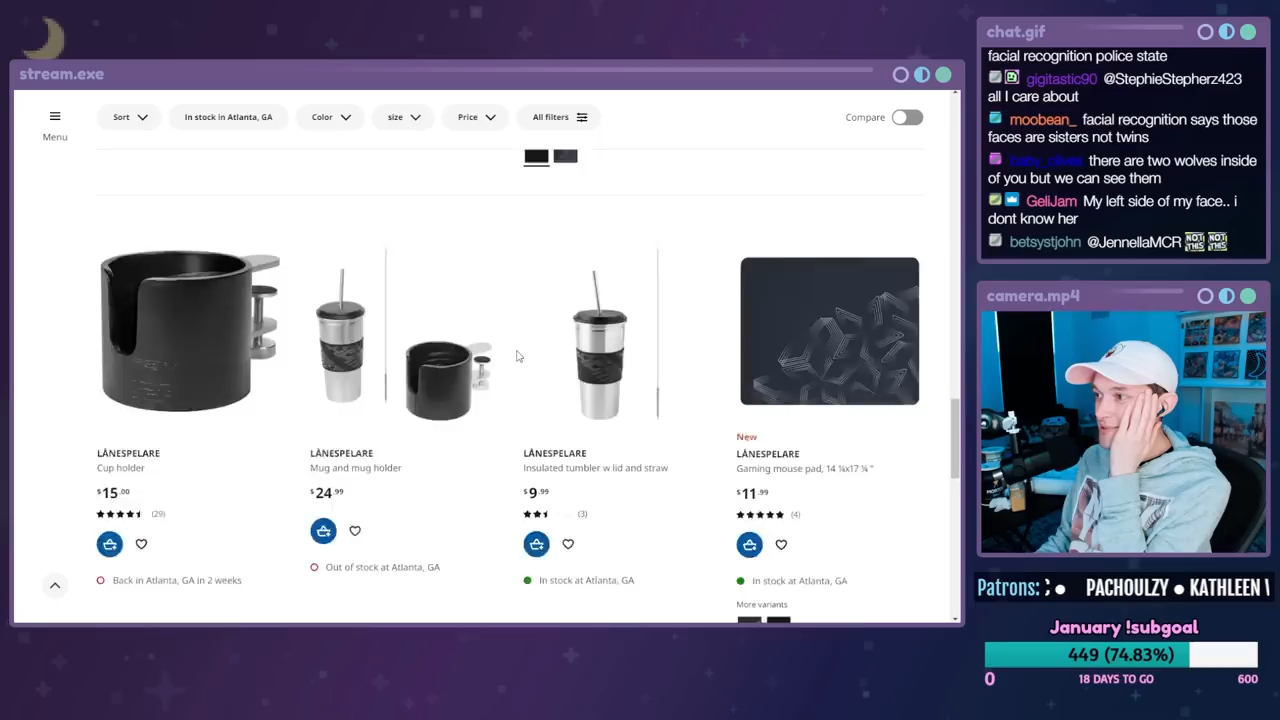 stream.exe
Menu
Sort
In stock in Atlanta, GA
Color
size
Price
All filters
Compare
LÅNESPELARE
Cup holder
$15.00
(29)
Back in Atlanta, GA in 2 weeks
LÅNESPELARE
Mug and mug holder
$24.99
Out of stock at Atlanta, GA
LÅNESPELARE
Insulated tumbler w lid and straw
$9.99
(3)
In stock at Atlanta, GA
New
LÅNESPELARE
Gaming mouse pad, 14 ¼x17 ¼ "
$11.99
(4)
In stock at Atlanta, GA
More variants
chat.gif
facial recognition police state
gigitastic90 @StephieStepherz423
all I care about
moobean_ facial recognition says those
faces are sisters not twins
baby_olives there are two wolves inside
of you but we can see them
GeliJam My left side of my face.. i
dont know her
betsystjohn @JennellaMCR NOT THIS NOT THIS
camera.mp4
Patrons: ● PACHOULZY ● KATHLEEN
January !subgoal
449 (74.83%)
0 18 DAYS TO GO 600